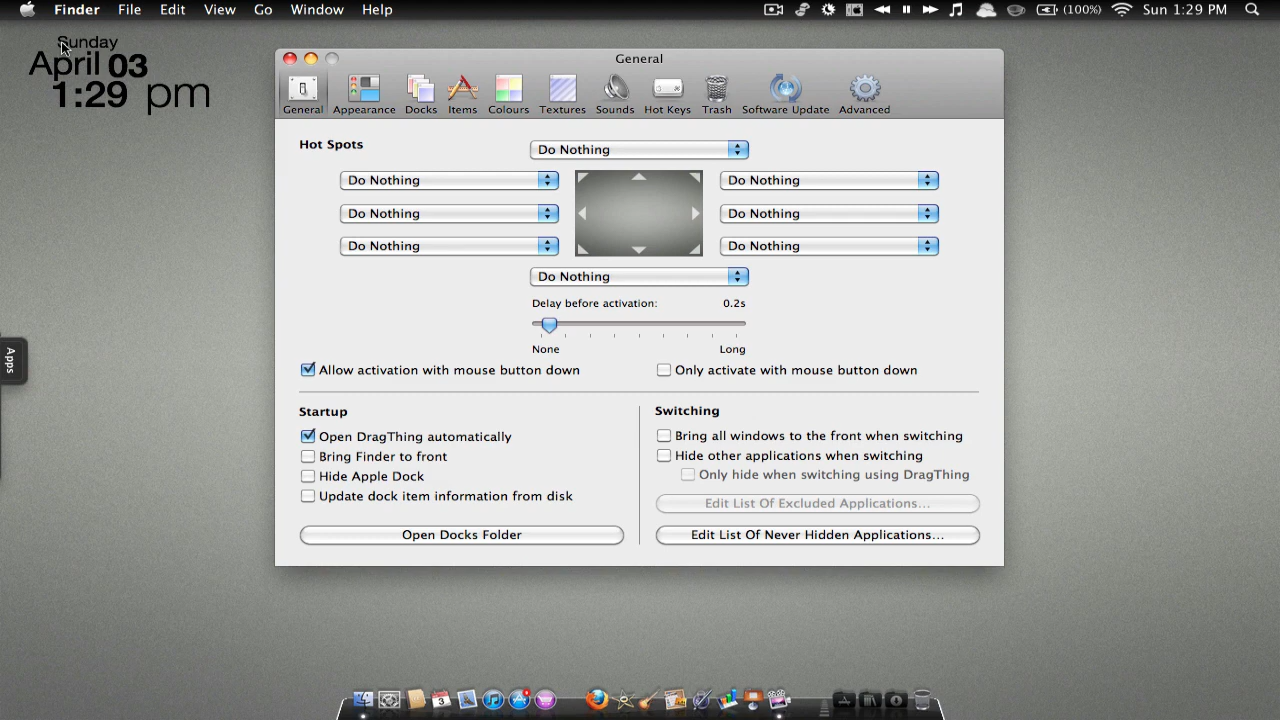 Finder File Edit View Go Window Help (100%) Sun 1:29 PM
Sunday
April 03
1:29 pm
General
General Appearance Docks Items Colours Textures Sounds Hot Keys Trash Software Update Advanced
Hot Spots
Do Nothing
Do Nothing Do Nothing
Do Nothing Do Nothing
Do Nothing Do Nothing
Do Nothing
Delay before activation: 0.2s
None Long
Apps
Allow activation with mouse button down Only activate with mouse button down
Startup
Open DragThing automatically
Bring Finder to front
Hide Apple Dock
Update dock item information from disk
Open Docks Folder
Switching
Bring all windows to the front when switching
Hide other applications when switching
Only hide when switching using DragThing
Edit List Of Excluded Applications...
Edit List Of Never Hidden Applications...
3